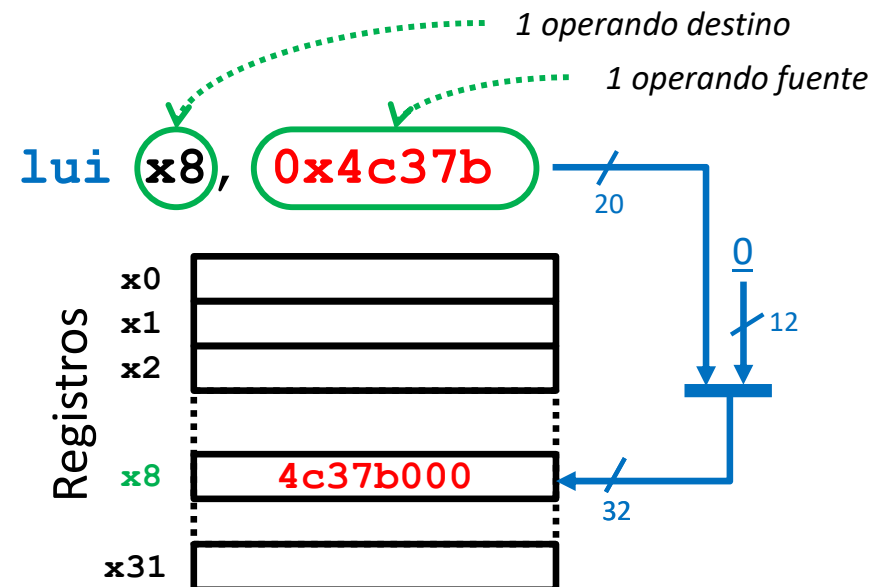 1 operando destino
1 operando fuente
lui x8, 0x4c37b
20
0
12
Registros
x0
x1
x2
x8 4c37b000
32
x31